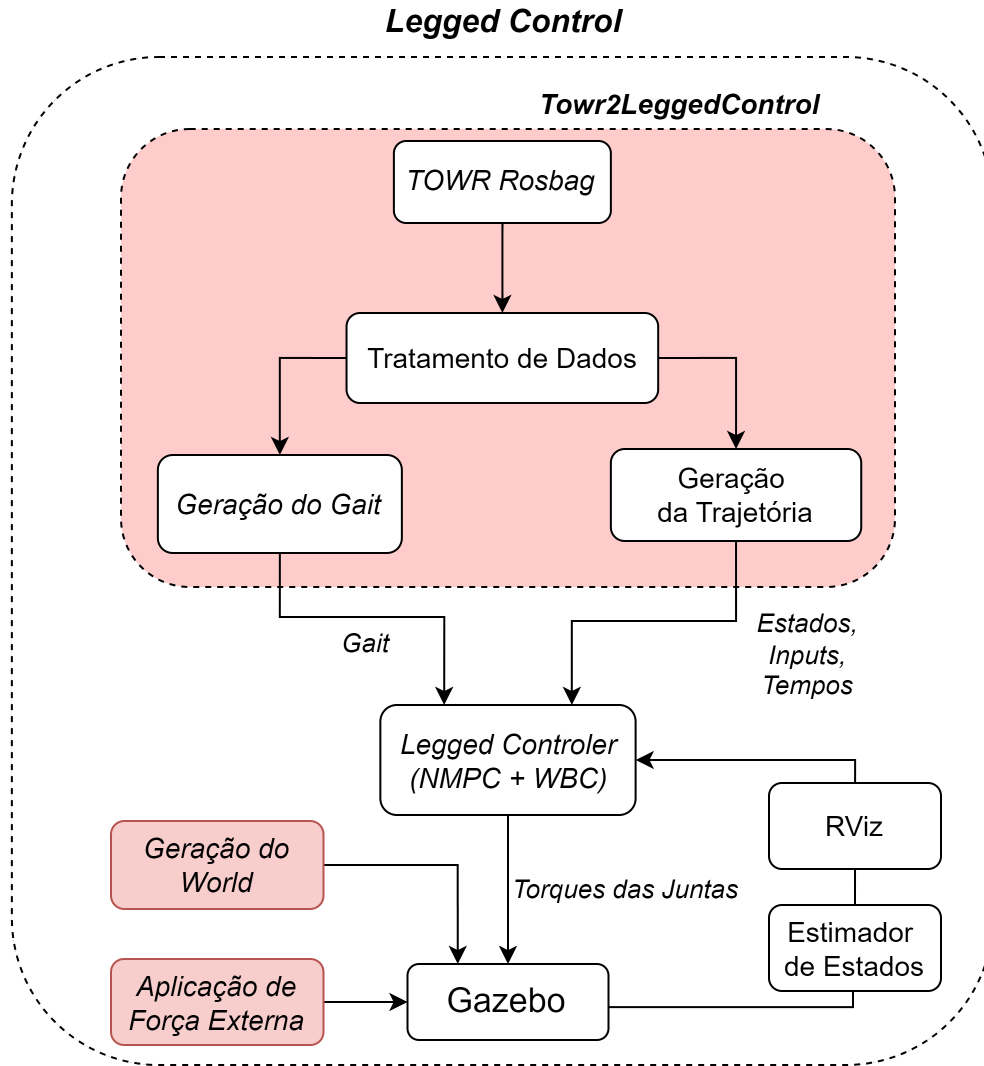 Legged Control
Towr2LeggedControl
TOWR Rosbag
Tratamento de Dados
Geração do Gait
Geração
da Trajetória
Gait
Estados,
Inputs,
Tempos
Legged Controler
(NMPC + WBC)
RViz
Geração do
World
Torques das Juntas
Estimador
de Estados
Aplicação de
Força Externa
Gazebo